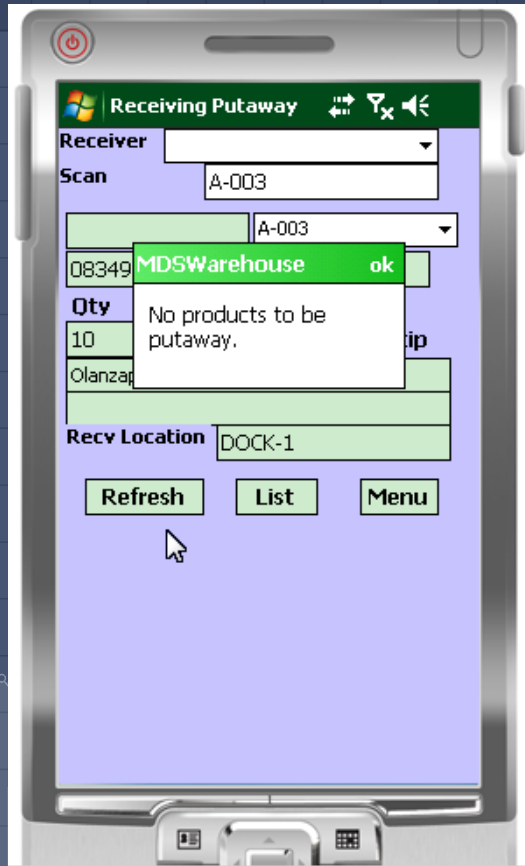 Receiving Putaway
Receiver
Scan A-003
A-003
08349
MDSWarehouse ok
No products to be
putaway.
Qty
10
Olanzap
Recv Location DOCK-1
Refresh List Menu